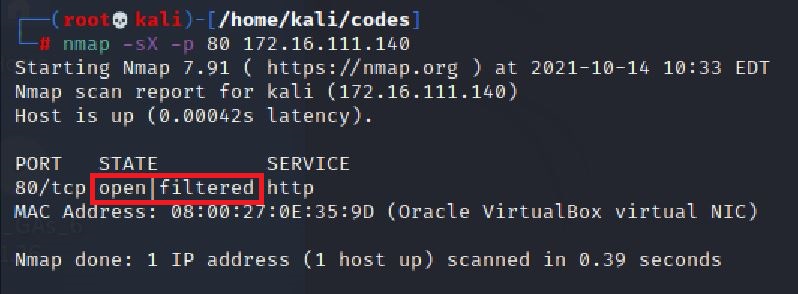 ┌──(root💀kali)-[/home/kali/codes]
└─# nmap -sX -p 80 172.16.111.140
Starting Nmap 7.91 ( https://nmap.org ) at 2021-10-14 10:33 EDT
Nmap scan report for kali (172.16.111.140)
Host is up (0.00042s latency).
PORT   STATE         SERVICE
80/tcp open|filtered http
MAC Address: 08:00:27:0E:35:9D (Oracle VirtualBox virtual NIC)
Nmap done: 1 IP address (1 host up) scanned in 0.39 seconds